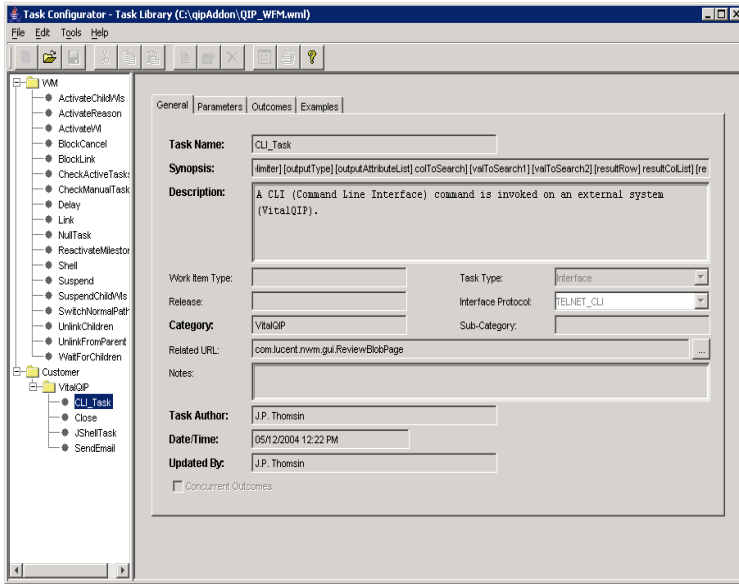 Task Configurator - Task Library (C:\qipAddon\QIP_WFM.wml)
File Edit Tools Help
WM
ActivateChildWIs
ActivateReason
ActivateWI
BlockCancel
BlockLink
CheckActiveTask
CheckManualTask
Delay
Link
NullTask
ReactivateMilestor
Shell
Suspend
SuspendChildWIs
SwitchNormalPath
UnlinkChildren
UnlinkFromParent
WaitForChildren
Customer
VitalQIP
CLI_Task
Close
JShellTask
SendEmail
General Parameters Outcomes Examples
Task Name: CLI_Task
Synopsis: limiter] [outputType] [outputAttributeList] colToSearch] [valToSearch1] [valToSearch2] [resultRow] resultColList] [re
Description: A CLI (Command Line Interface) command is invoked on an external system
(VitalQIP).
Work Item Type: Task Type: Interface
Release: Interface Protocol: TELNET_CLI
Category: VitalQIP Sub-Category:
Related URL: com.lucent.nwm.gui.ReviewBlobPage ...
Notes:
Task Author: J.P. Thomsin
Date/Time: 05/12/2004 12:22 PM
Updated By: J.P. Thomsin
Concurrent Outcomes